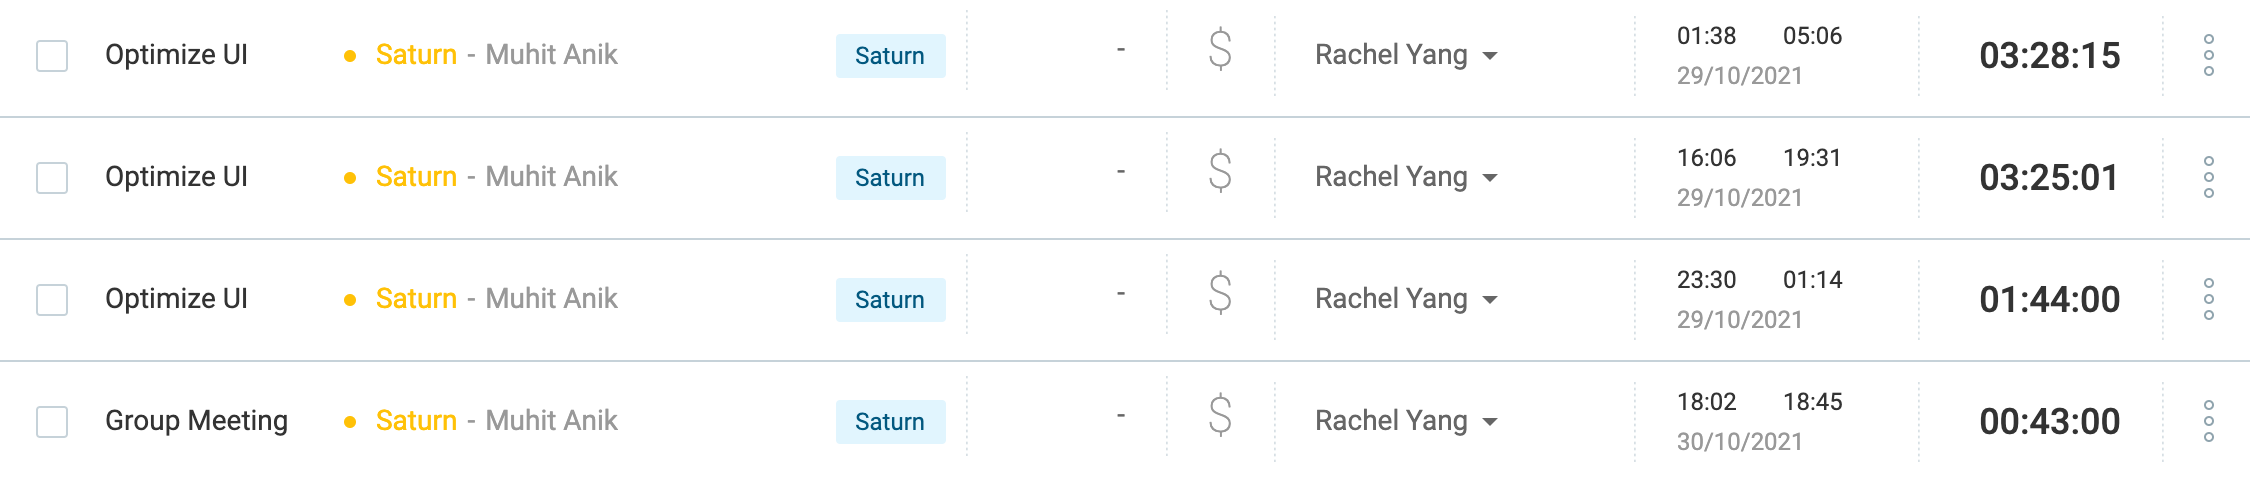 Optimize UI Saturn - Muhit Anik Saturn - $ Rachel Yang 01:38 05:06 03:28:15
29/10/2021
Optimize UI Saturn - Muhit Anik Saturn - $ Rachel Yang 16:06 19:31 03:25:01
29/10/2021
Optimize UI Saturn - Muhit Anik Saturn - $ Rachel Yang 23:30 01:14 01:44:00
29/10/2021
Group Meeting Saturn - Muhit Anik Saturn - $ Rachel Yang 18:02 18:45 00:43:00
30/10/2021